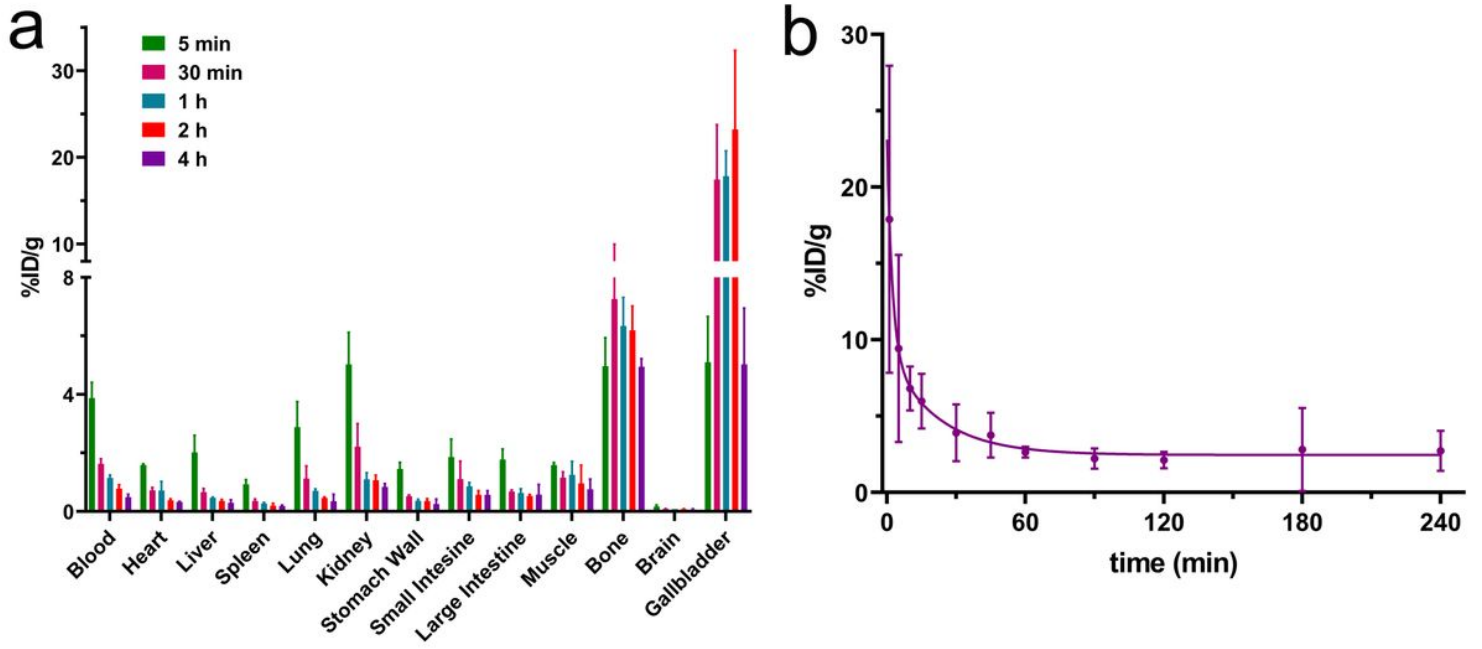 a
%ID/g
30
20
10
8
4
0
5 min
30 min
1 h
2 h
4 h
Blood
Heart
Liver
Spleen
Lung
Kidney
Stomach Wall
Small Intesine
Large Intestine
Muscle
Bone
Brain
Gallbladder
b
%ID/g
30
20
10
0
0 60 120 180 240
time (min)